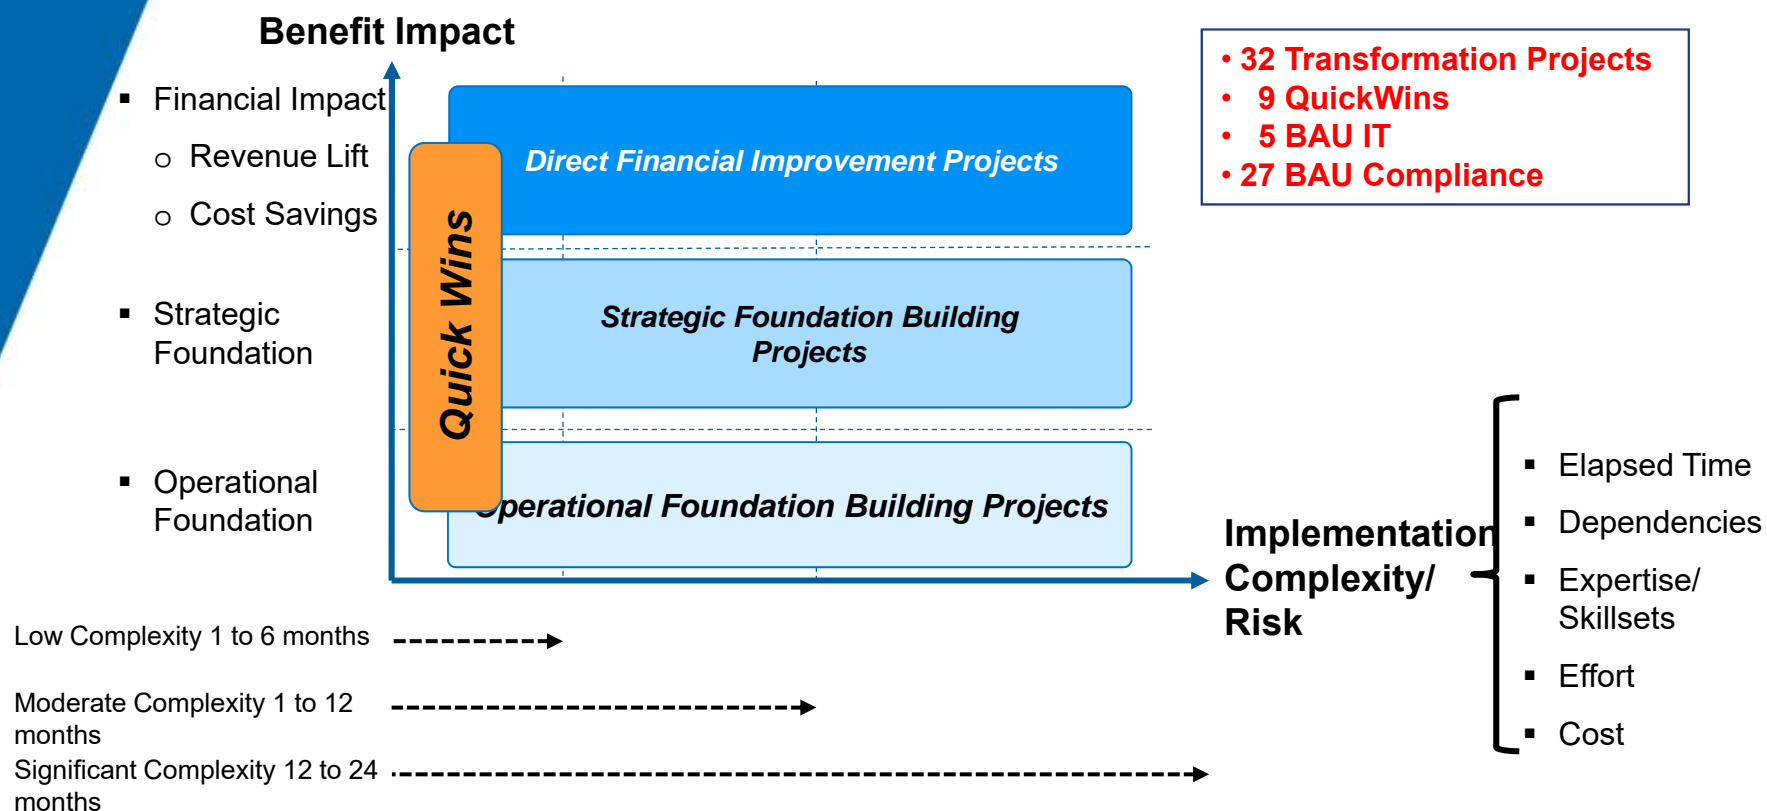 Benefit Impact
▪ Financial Impact
o Revenue Lift
o Cost Savings
▪ Strategic
Foundation
▪ Operational
Foundation
Quick Wins
Direct Financial Improvement Projects
Strategic Foundation Building
Projects
Operational Foundation Building Projects
• 32 Transformation Projects
• 9 QuickWins
• 5 BAU IT
• 27 BAU Compliance
Implementation
Complexity/
Risk
▪ Elapsed Time
▪ Dependencies
▪ Expertise/
Skillsets
▪ Effort
▪ Cost
Low Complexity 1 to 6 months
Moderate Complexity 1 to 12
months
Significant Complexity 12 to 24
months